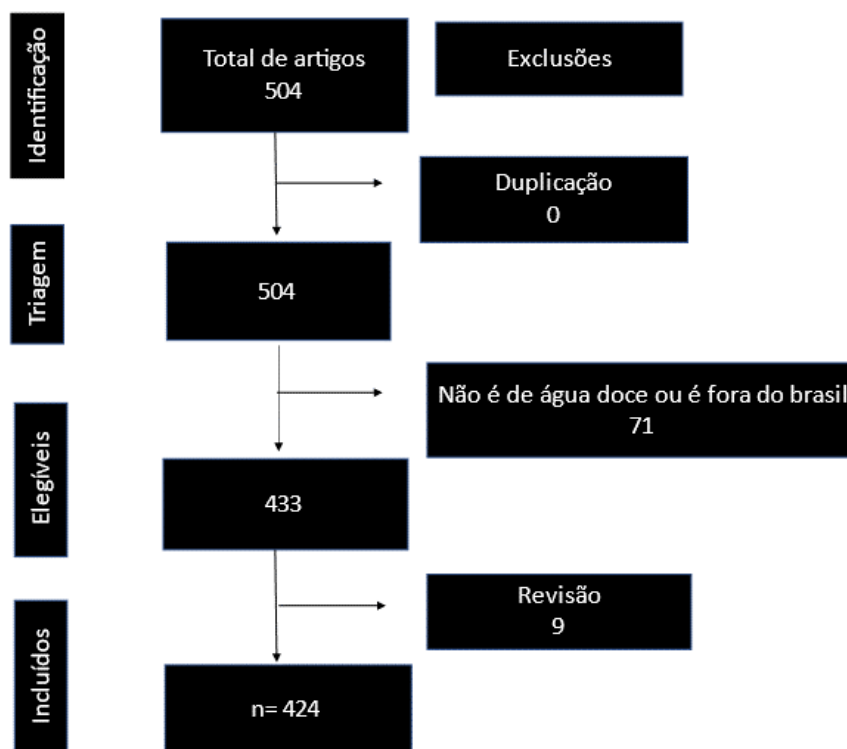 Identificação
Total de artigos
504
Exclusões
Duplicação
0
Triagem
504
Não é de água doce ou é fora do brasil
71
Elegíveis
433
Revisão
9
Incluídos
n= 424